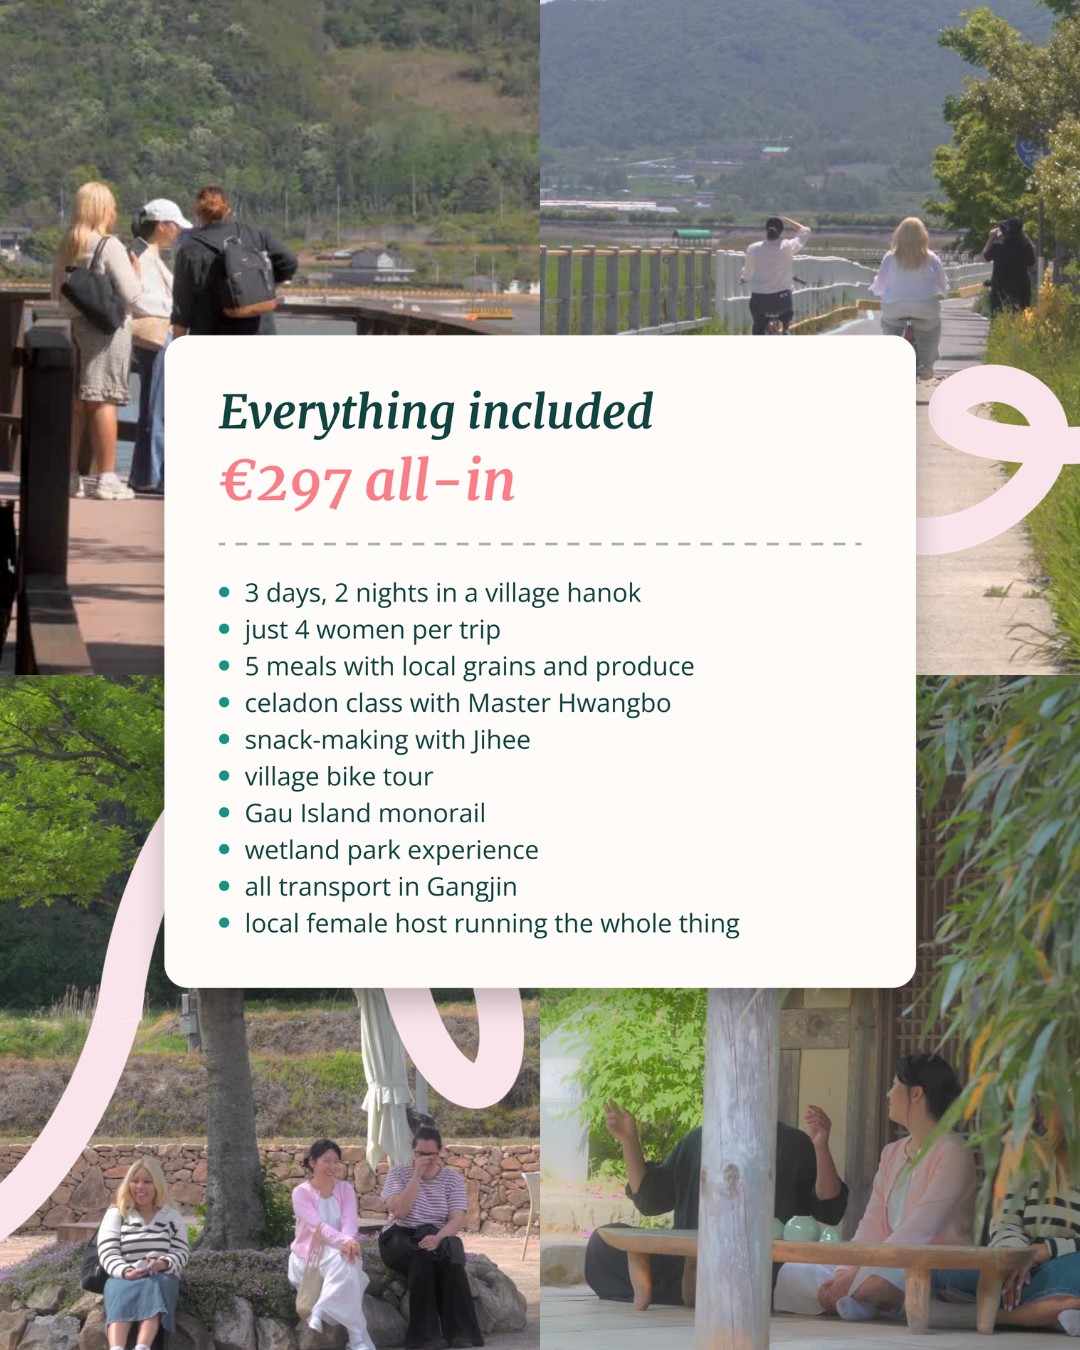 Everything included
€297 all-in
3 days, 2 nights in a village hanok
just 4 women per trip
5 meals with local grains and produce
celadon class with Master Hwangbo
snack-making with Jihee
village bike tour
Gau Island monorail
wetland park experience
all transport in Gangjin
local female host running the whole thing